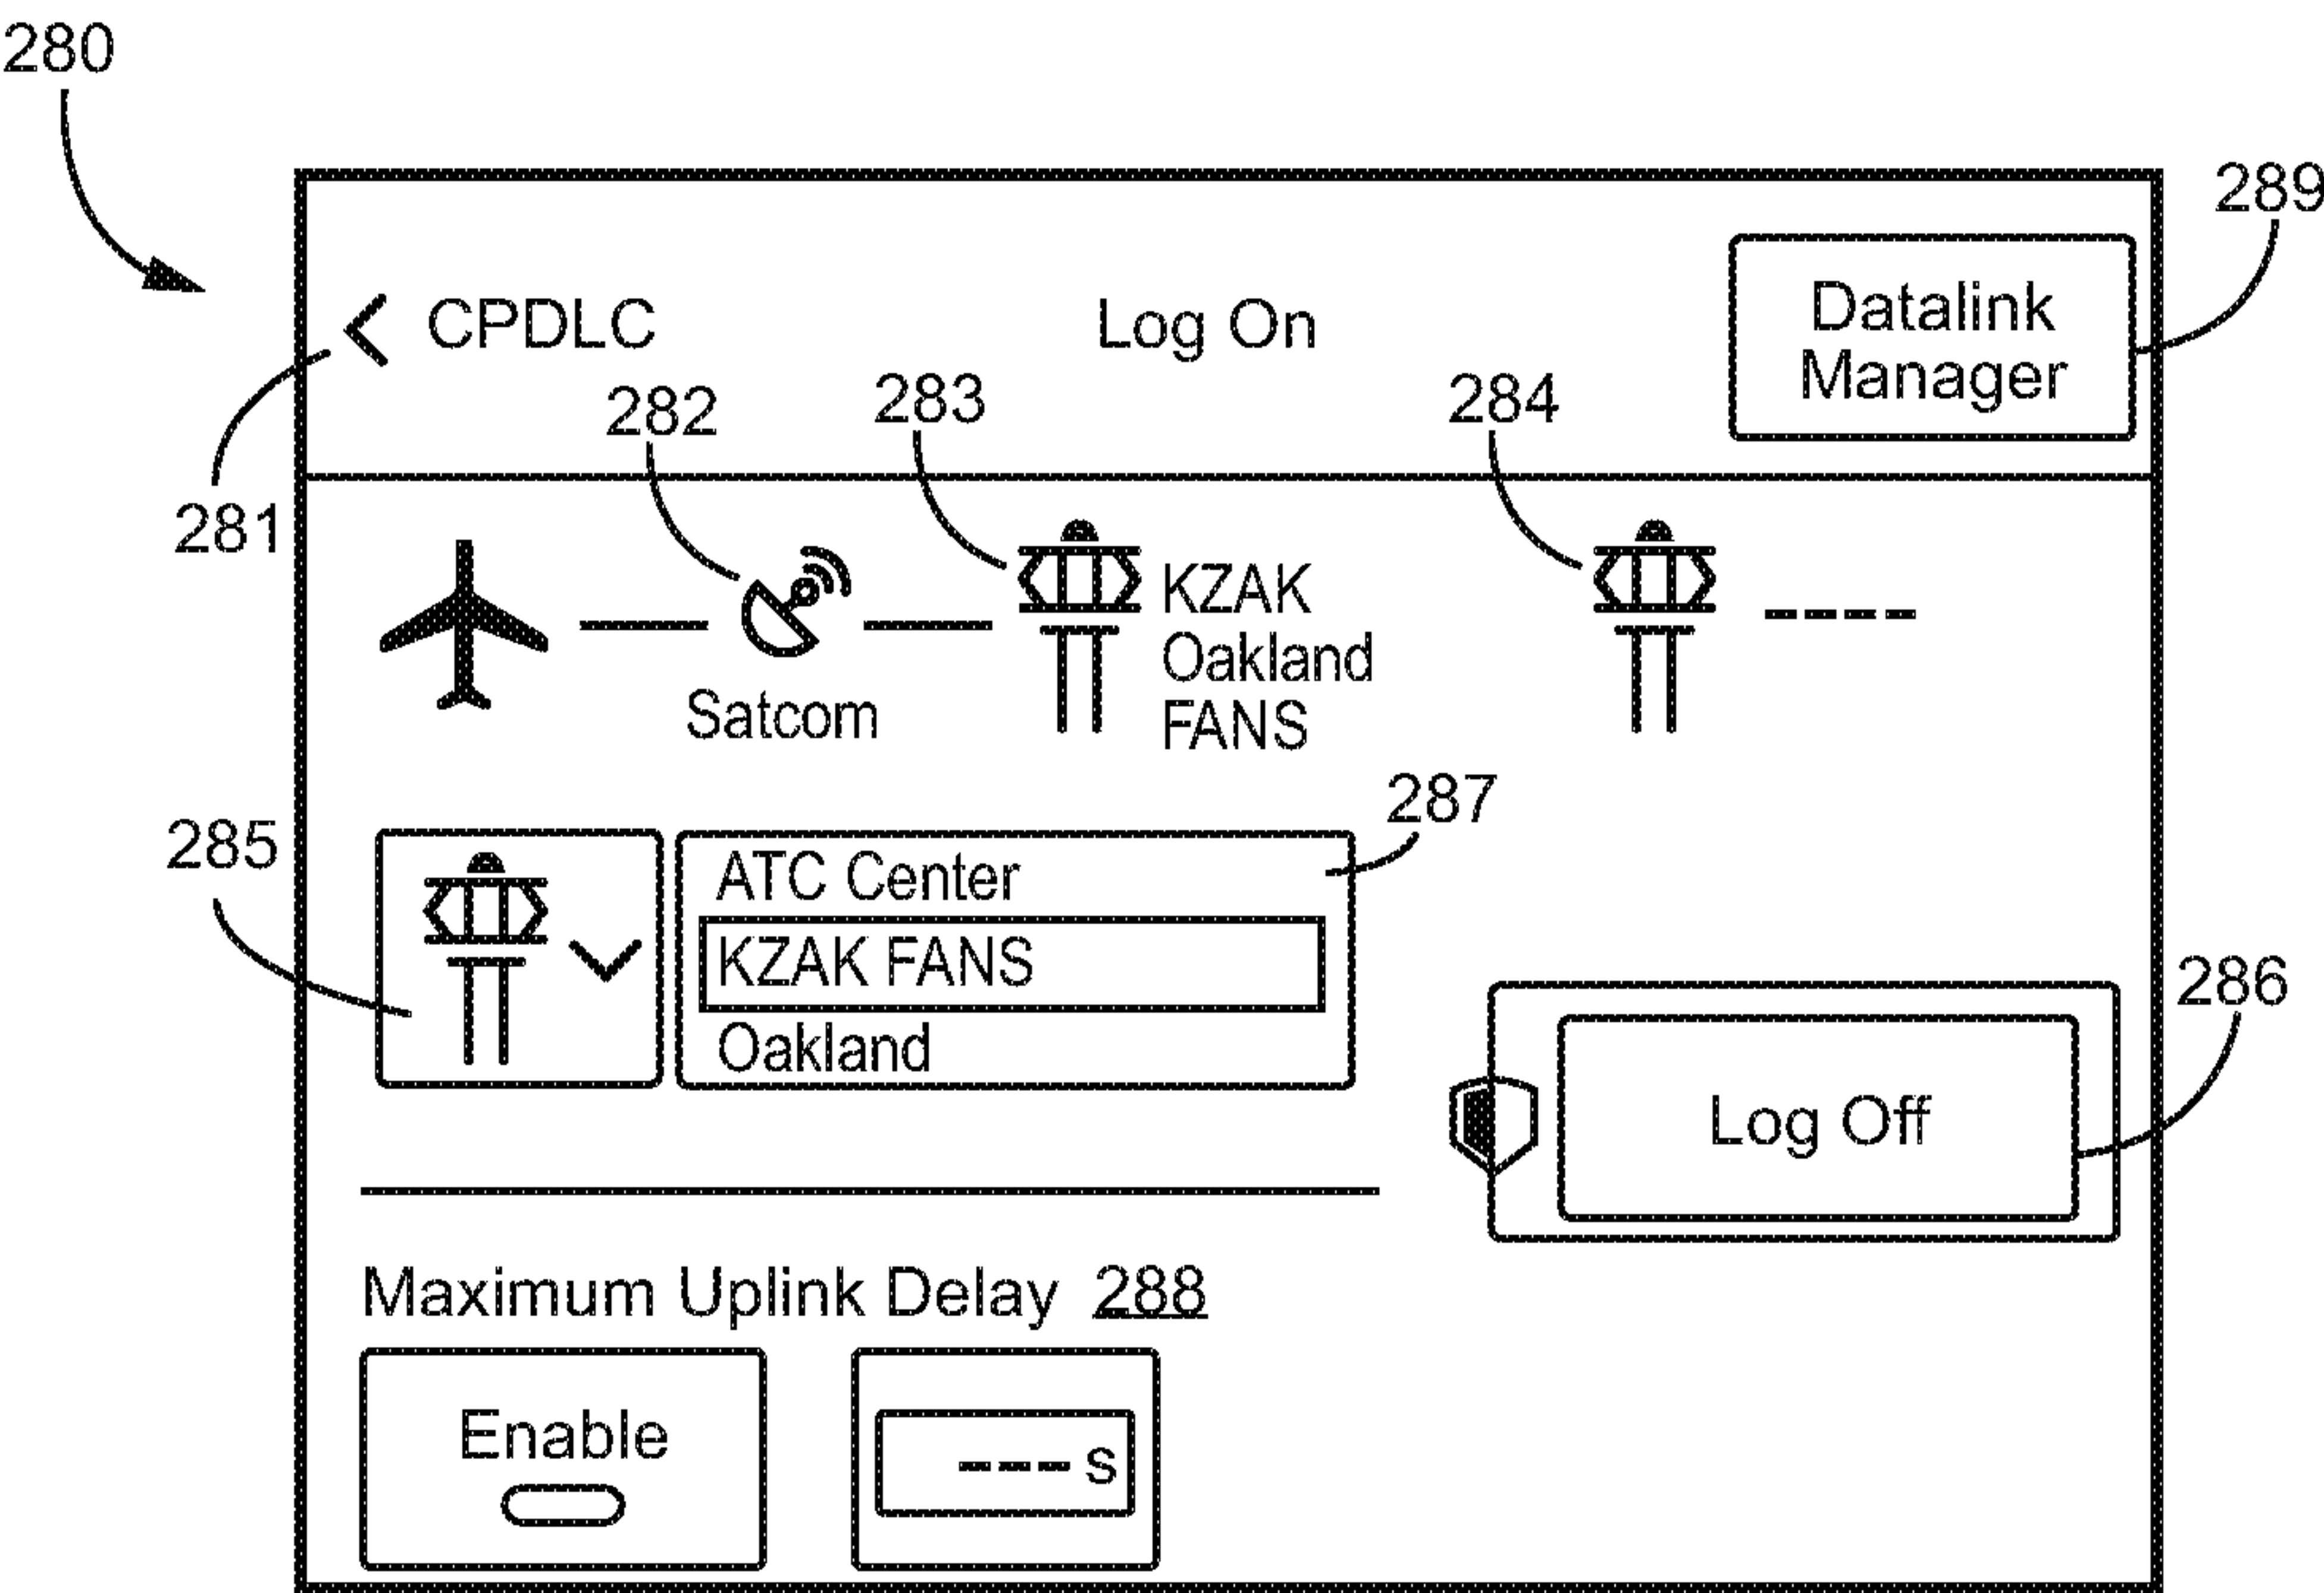 280
289
CPDLC
Log On
Datalink
Manager
282
283
284
281
KZAK
Oakland
FANS
----
Satcom
287
285
ATC Center
KZAK FANS
Oakland
286
Log Off
Maximum Uplink Delay 288
Enable
---s